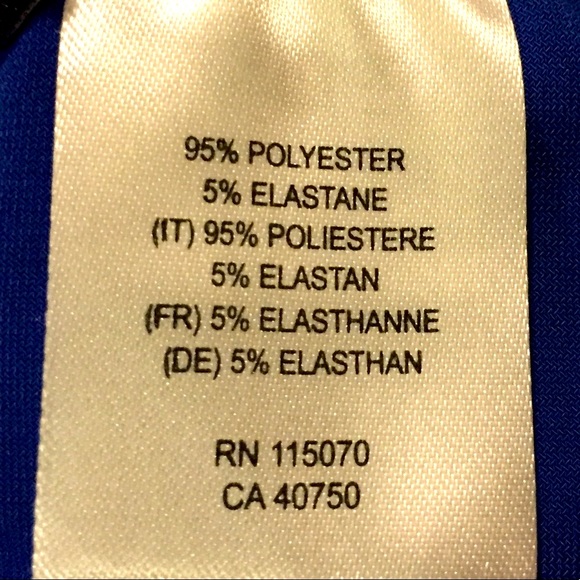 95% POLYESTER
5% ELASTANE
(IT) 95% POLIESTERE
5% ELASTAN
(FR) 5% ELASTHANNE
(DE) 5% ELASTHAN
RN 115070
CA 40750